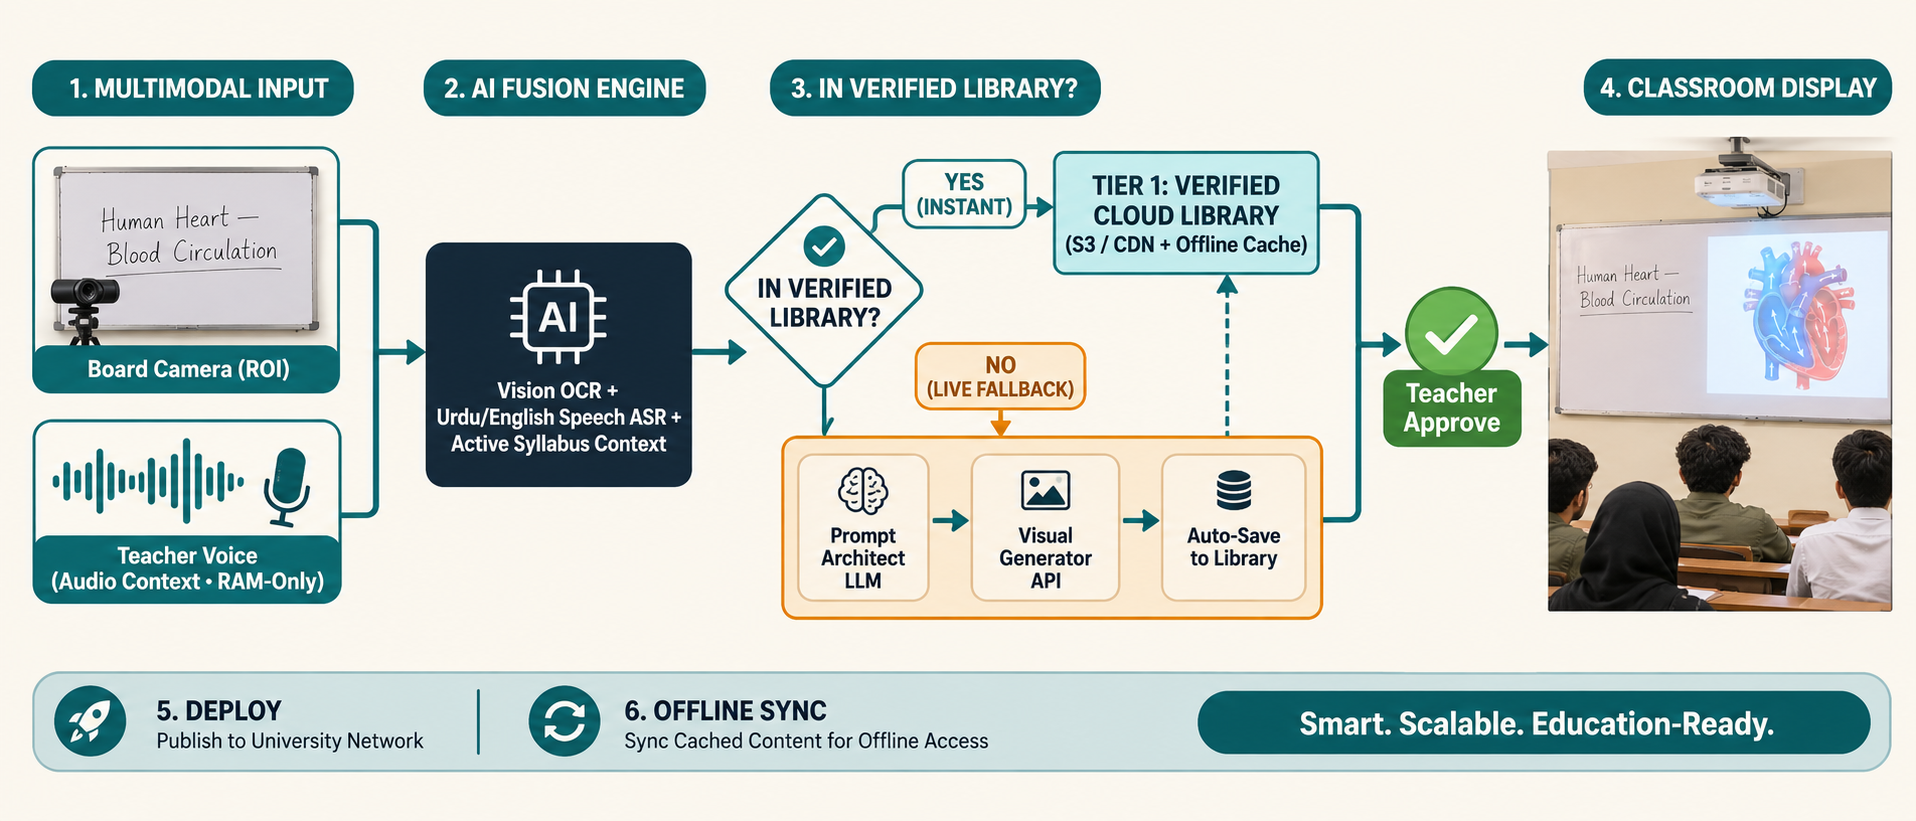 1. MULTIMODAL INPUT
2. AI FUSION ENGINE
3. IN VERIFIED LIBRARY?
4. CLASSROOM DISPLAY
Human Heart —
Blood Circulation
Board Camera (ROI)
Teacher Voice
(Audio Context • RAM-Only)
AI
Vision OCR +
Urdu/English Speech ASR +
Active Syllabus Context
IN VERIFIED
LIBRARY?
YES
(INSTANT)
TIER 1: VERIFIED
CLOUD LIBRARY
(S3 / CDN + Offline Cache)
NO
(LIVE FALLBACK)
Prompt
Architect
LLM
Visual
Generator
API
Auto-Save
to Library
Teacher
Approve
Human Heart —
Blood Circulation
5. DEPLOY
Publish to University Network
6. OFFLINE SYNC
Sync Cached Content for Offline Access
Smart. Scalable. Education-Ready.